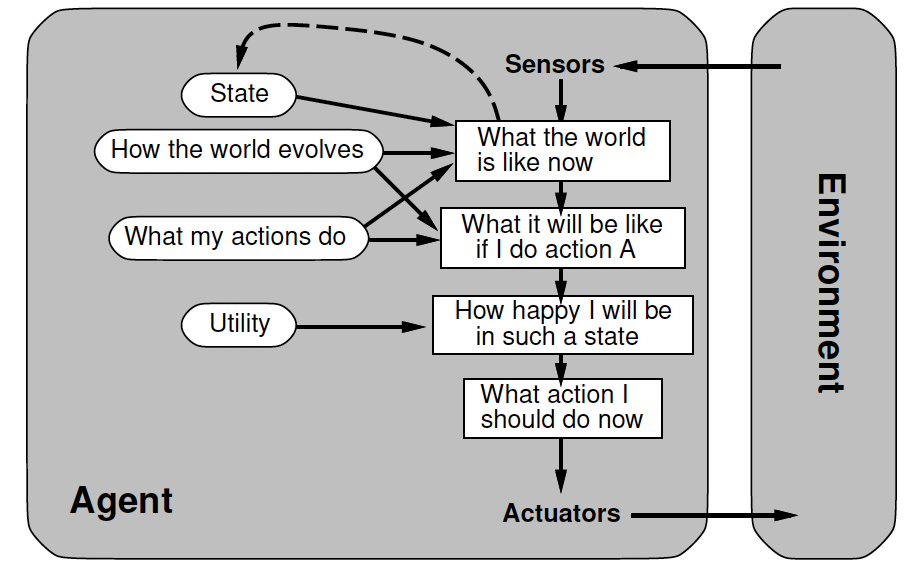 Sensors
State
What the world
is like now
How the world evolves
What it will be like
if I do action A
What my actions do
How happy I will be
in such a state
Utility
What action I
should do now
Agent
Actuators
Environment